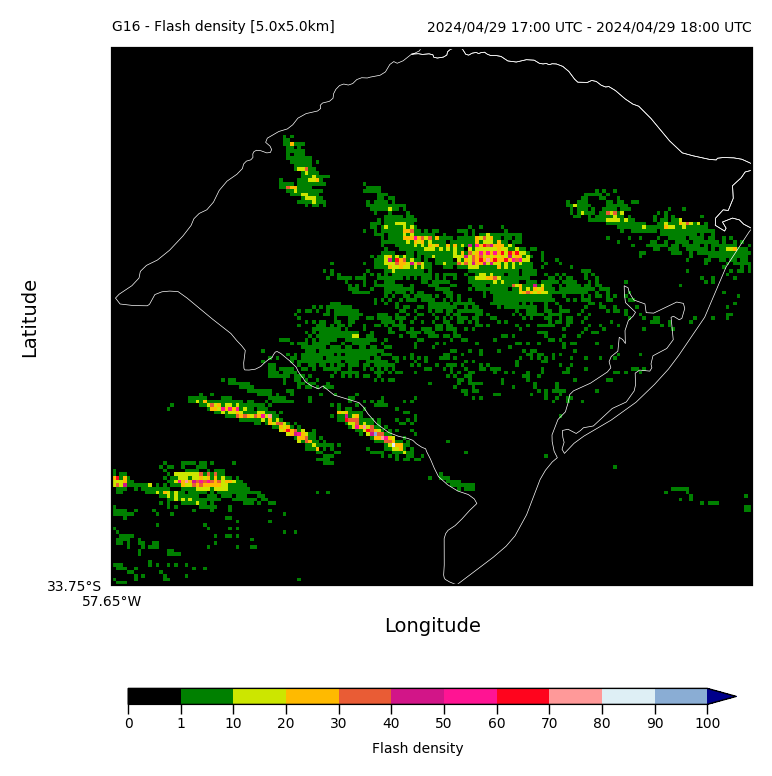 G16 - Flash density [5.0x5.0km]
2024/04/29 17:00 UTC - 2024/04/29 18:00 UTC
Latitude
33.75°S
57.65°W
Longitude
0 1 10 20 30 40 50 60 70 80 90 100
Flash density